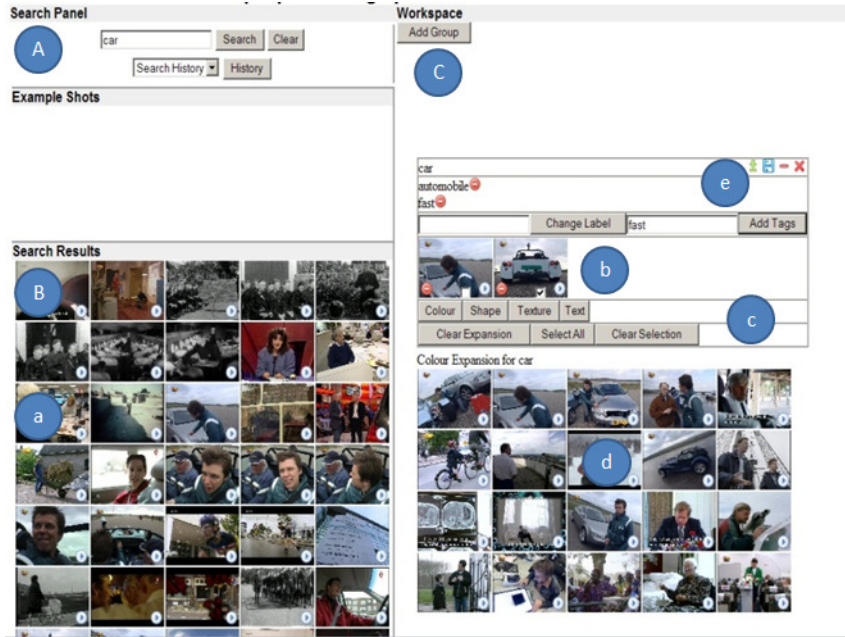 Search Panel
A
car
Search
Clear
Search History
History
Example Shots
Search Results
B
a
Workspace
Add Group
C
car
e
automobile
fast
Change Label
fast
Add Tags
b
Colour
Shape
Texture
Text
c
Clear Expansion
Select All
Clear Selection
Colour Expansion for car
d